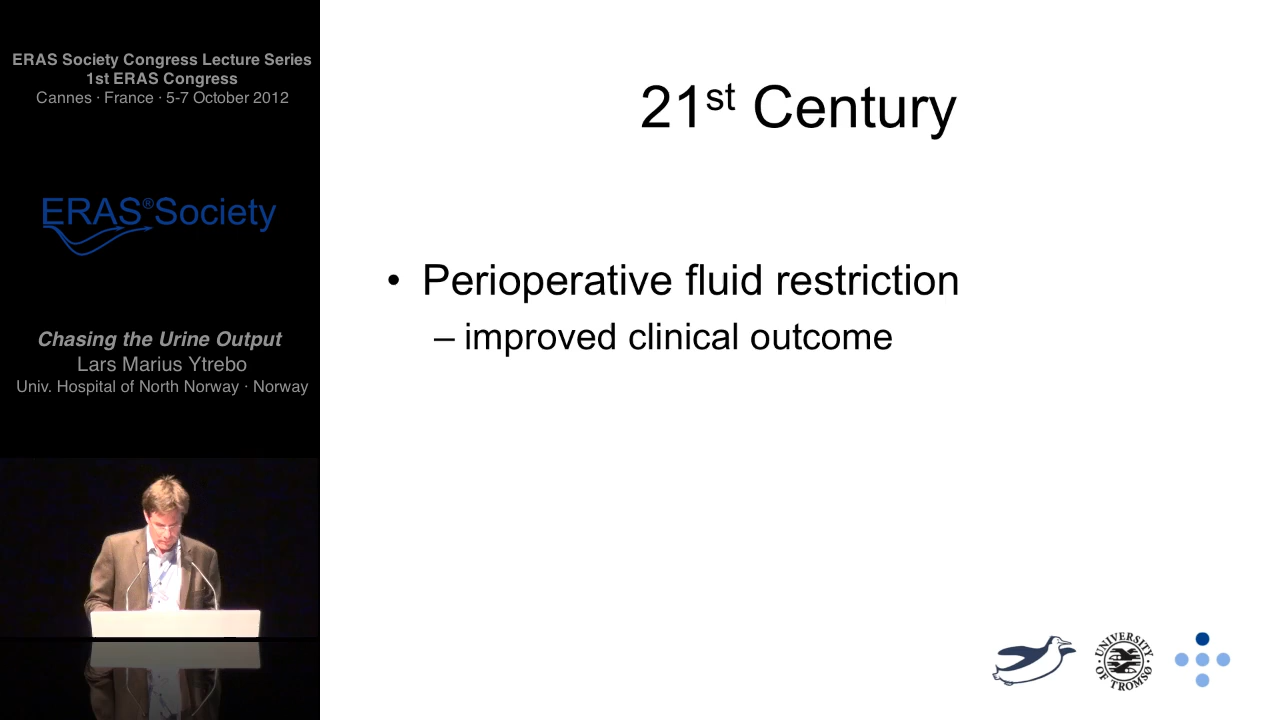 ERAS Society Congress Lecture Series
1st ERAS Congress
Cannes · France · 5-7 October 2012
ERAS®Society
Chasing the Urine Output
Lars Marius Ytrebo
Univ. Hospital of North Norway · Norway
21st Century
• Perioperative fluid restriction
– improved clinical outcome
UNIVERSITY
OF TROMSØ